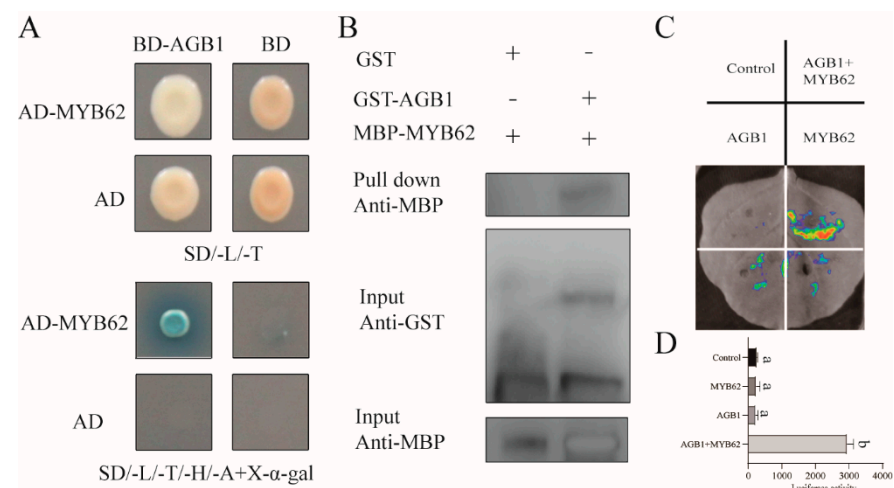 A
BD-AGB1 BD
AD-MYB62
AD
SD/-L/-T
AD-MYB62
AD
SD/-L/-T/-H/-A+X-α-gal
B
GST + -
GST-AGB1 - +
MBP-MYB62 + +
Pull down
Anti-MBP
Input
Anti-GST
Input
Anti-MBP
C
Control AGB1+
MYB62
AGB1 MYB62
D
Control a
MYB62 a
AGB1 a
AGB1+MYB62 b
0 1000 2000 3000 4000
Luciferase activity